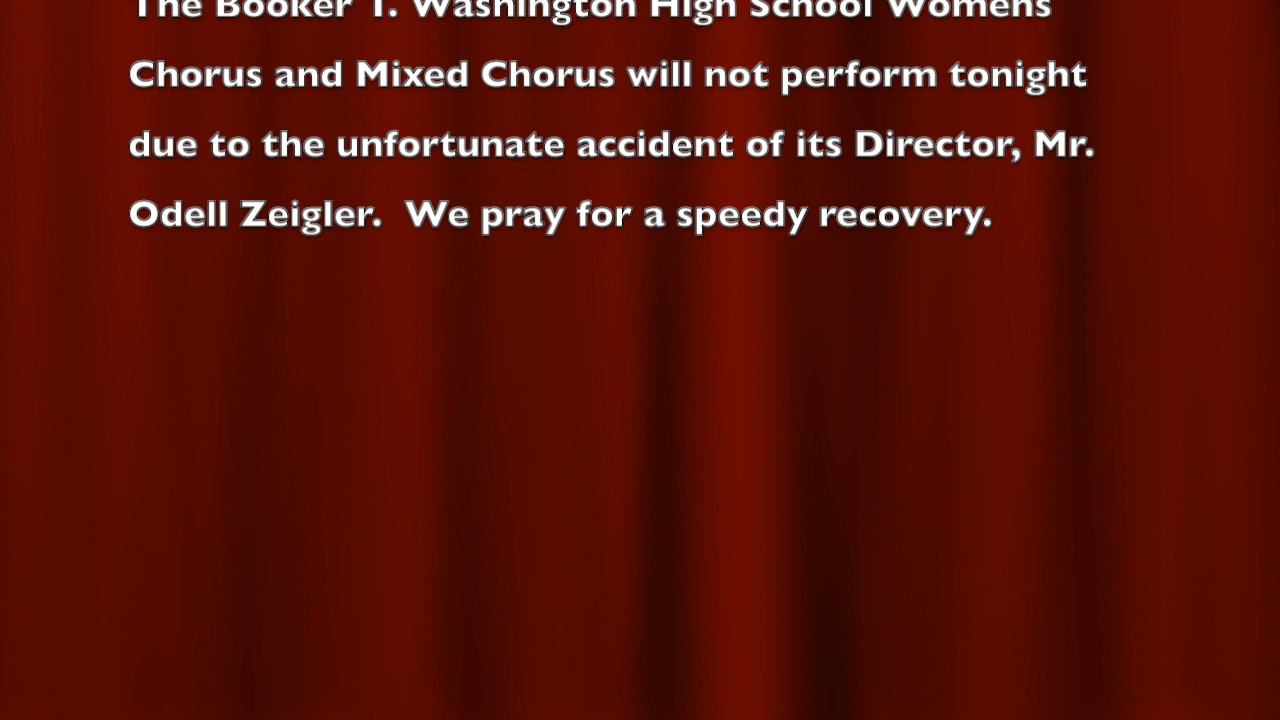 The Booker T. Washington High School Womens
Chorus and Mixed Chorus will not perform tonight
due to the unfortunate accident of its Director, Mr.
Odell Zeigler.  We pray for a speedy recovery.